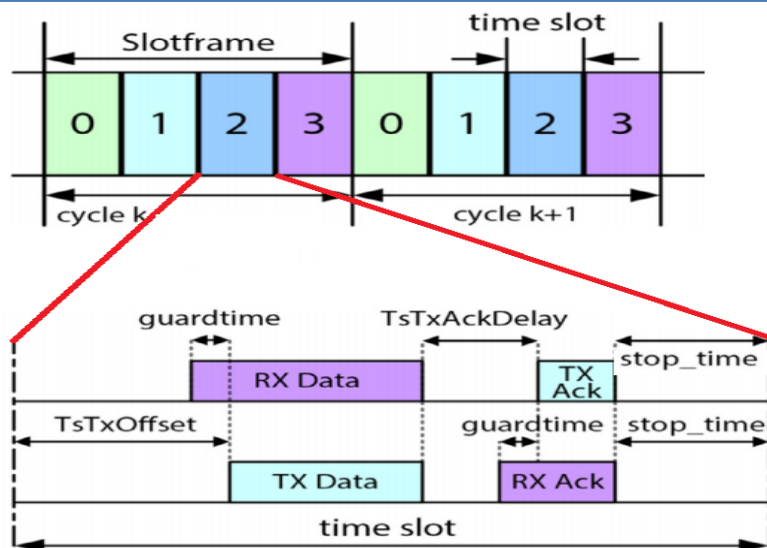 time slot
Slotframe
0 1 2 3 0 1 2 3
cycle k
cycle k+1
guardtime
TsTxAckDelay
stop_time
RX Data
TX
Ack
TsTxOffset
guardtime
stop_time
TX Data
RX Ack
time slot